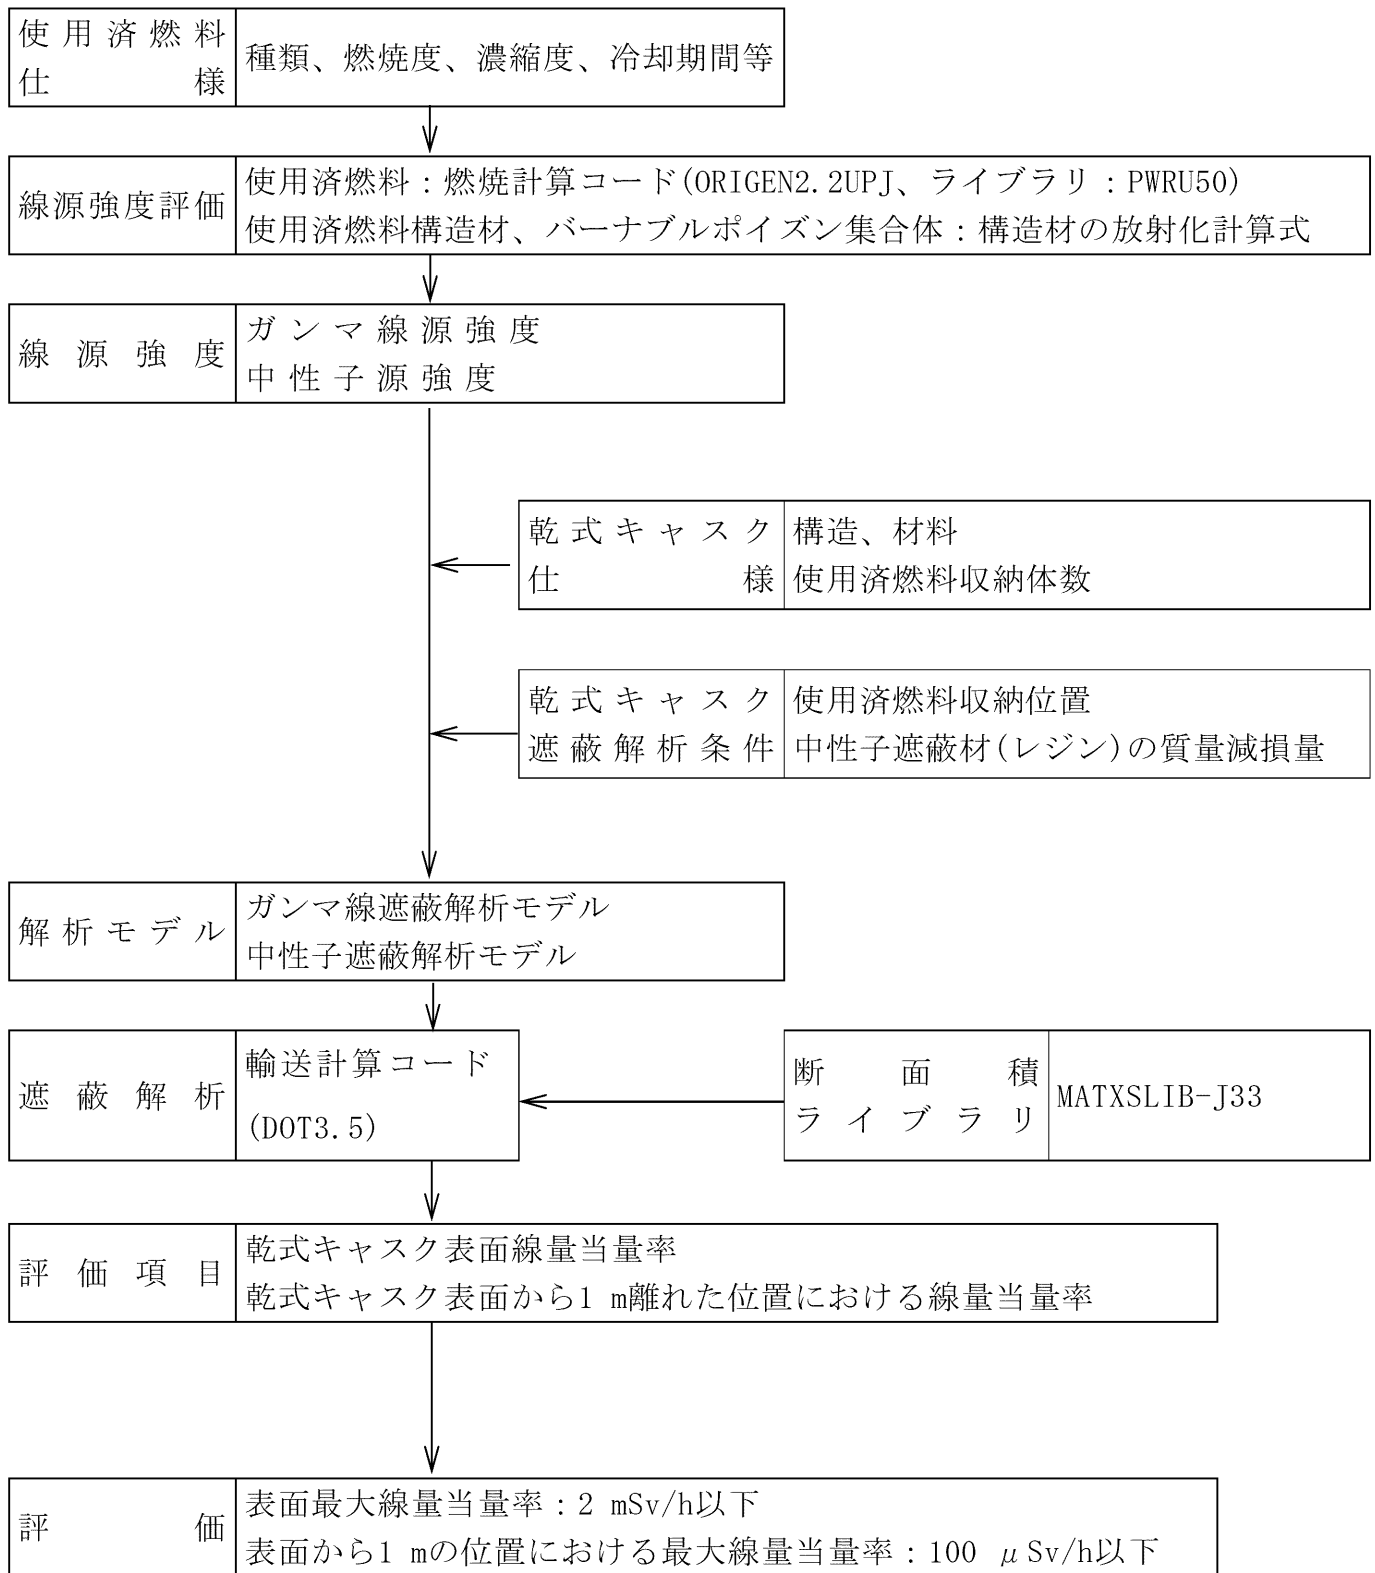 使用済燃料
仕様
種類、燃焼度、濃縮度、冷却期間等
線源強度評価
使用済燃料：燃焼計算コード(ORIGEN2.2UPJ、ライブラリ：PWRU50)
使用済燃料構造材、バーナブルポイズン集合体：構造材の放射化計算式
線源強度
ガンマ線源強度
中性子源強度
乾式キャスク
仕様
構造、材料
使用済燃料収納体数
乾式キャスク
遮蔽解析条件
使用済燃料収納位置
中性子遮蔽材(レジン)の質量減損量
解析モデル
ガンマ線遮蔽解析モデル
中性子遮蔽解析モデル
遮蔽解析
輸送計算コード
(DOT3.5)
断面積
ライブラリ
MATXSLIB-J33
評価項目
乾式キャスク表面線量当量率
乾式キャスク表面から1 m離れた位置における線量当量率
評価
表面最大線量当量率：2 mSv/h以下
表面から1 mの位置における最大線量当量率：100 μSv/h以下